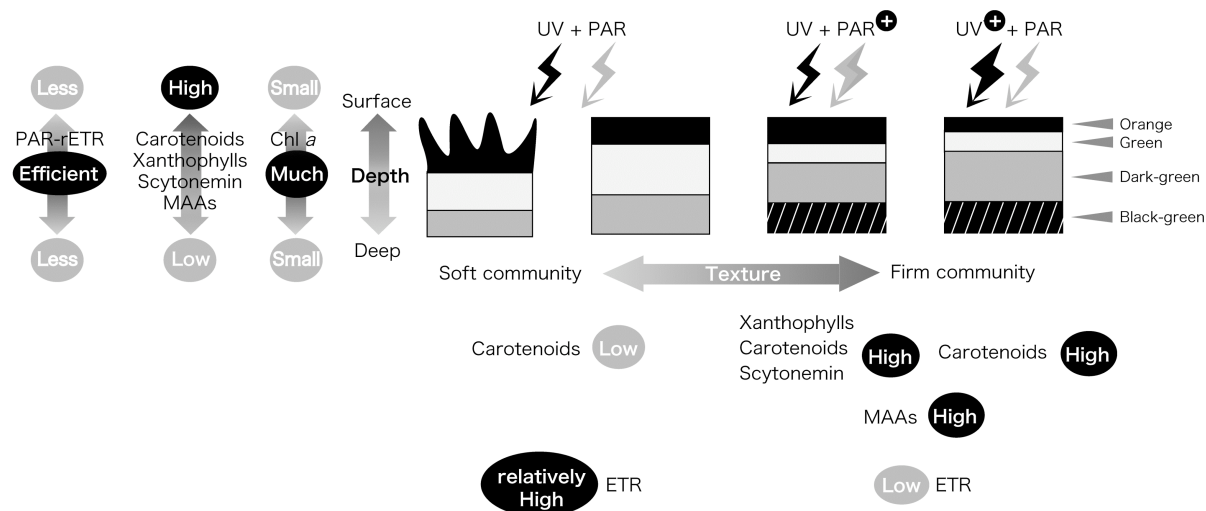 UV + PAR
UV + PAR+
UV+ + PAR
Less
High
Small
Surface
PAR-rETR
Efficient
Carotenoids
Xanthophylls
Scytonemin
MAAs
Chl a
Much
Depth
Less
Low
Small
Deep
Orange
Green
Dark-green
Black-green
Soft community
Texture
Firm community
Carotenoids Low
Xanthophylls
Carotenoids
Scytonemin
High
Carotenoids High
MAAs High
relatively
High
ETR
Low ETR